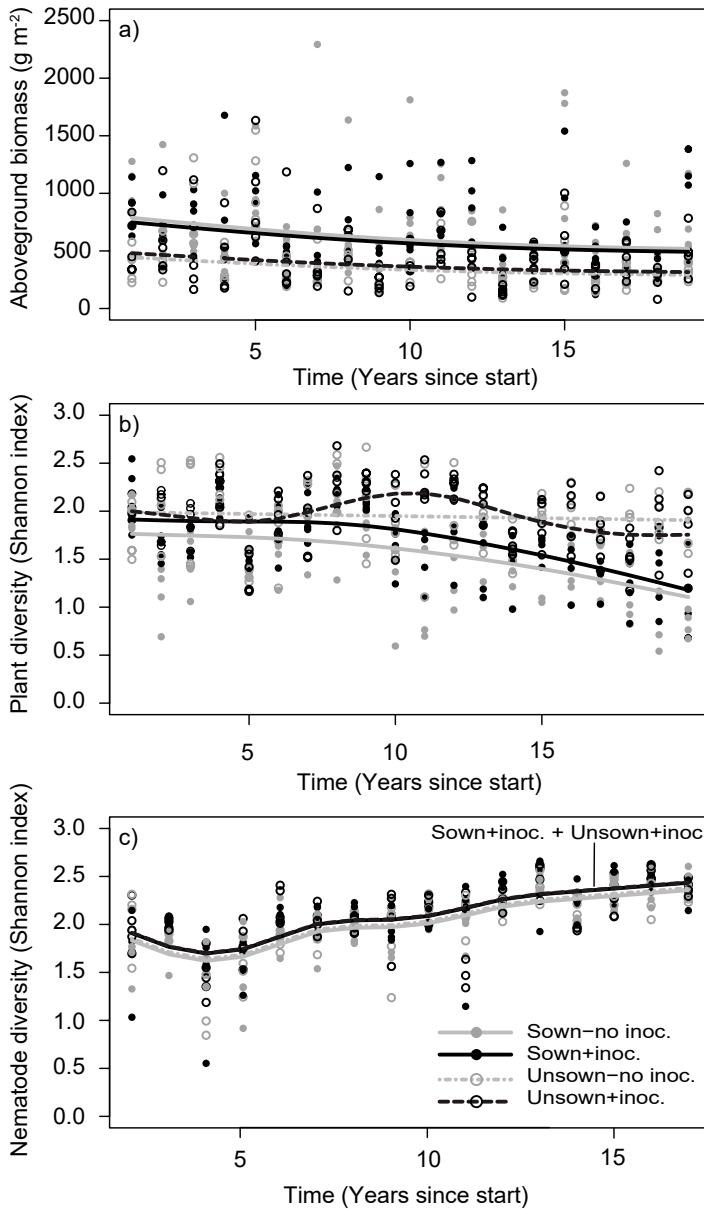 a)
Aboveground biomass (g m-2)
2500
2000
1500
1000
500
0
5
10
15
Time (Years since start)
b)
Plant diversity (Shannon index)
3.0
2.5
2.0
1.5
1.0
0.5
0.0
5
10
15
Time (Years since start)
c)
Nematode diversity (Shannon index)
3.0
2.5
2.0
1.5
1.0
0.5
0.0
Sown+inoc. + Unsown+inoc
Sown−no inoc.
Sown+inoc.
Unsown−no inoc.
Unsown+inoc.
5
10
15
Time (Years since start)